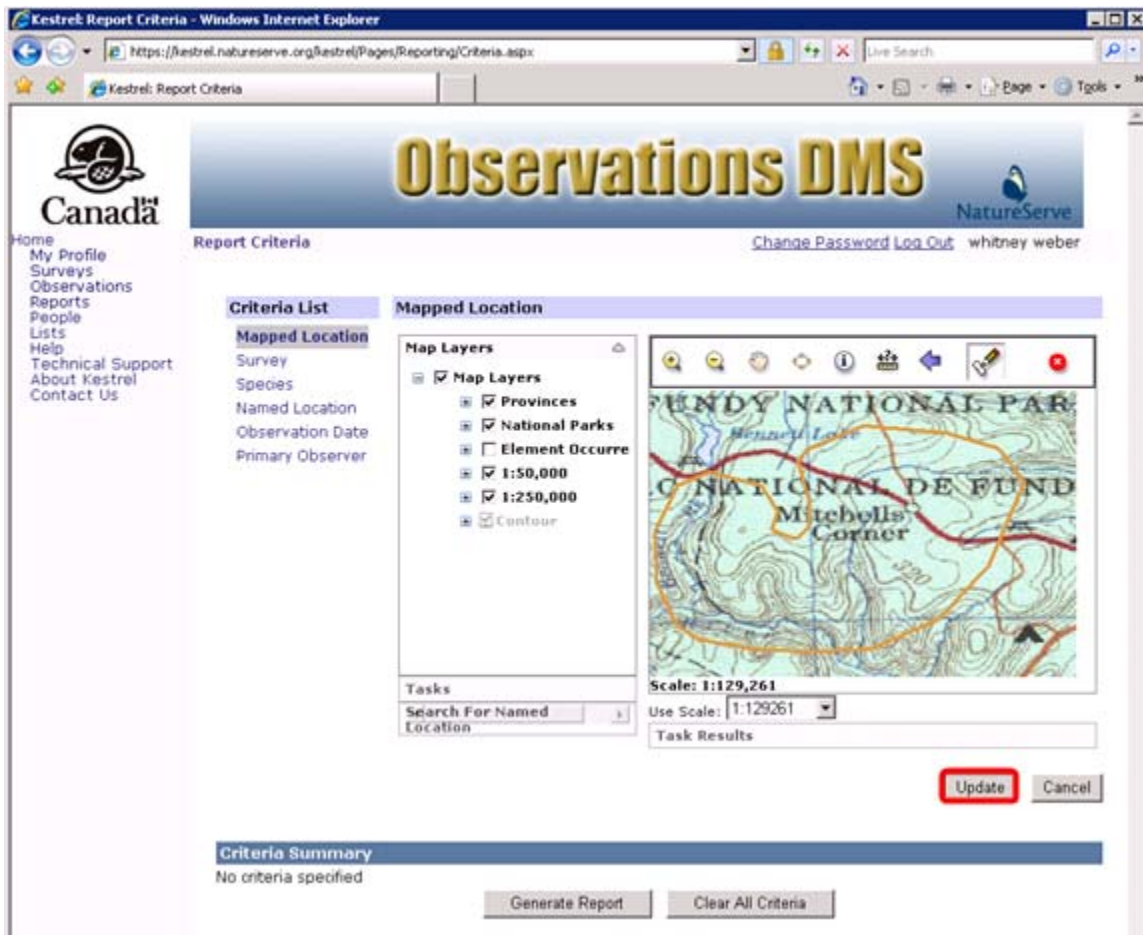 Kestrel: Report Criteria - Windows Internet Explorer
https://kestrel.natureserve.org/kestrel/Pages/Reporting/Criteria.aspx
Live Search
Kestrel: Report Criteria
Page
Tools
Canada
Observations DMS
NatureServe
Home
My Profile
Surveys
Observations
Reports
People
Lists
Help
Technical Support
About Kestrel
Contact Us
Report Criteria
Change Password Log Out whitney weber
Criteria List
Mapped Location
Survey
Species
Named Location
Observation Date
Primary Observer
Mapped Location
Map Layers
Map Layers
Provinces
National Parks
Element Occurre
1:50,000
1:250,000
Contour
Tasks
Search For Named
Location
FUNDY NATIONAL PAR
Bennett Lake
C NATIONAL DE FUND
Mitchells
Corner
320
Scale: 1:129,261
Use Scale: 1:129261
Task Results
Update
Cancel
Criteria Summary
No criteria specified
Generate Report
Clear All Criteria